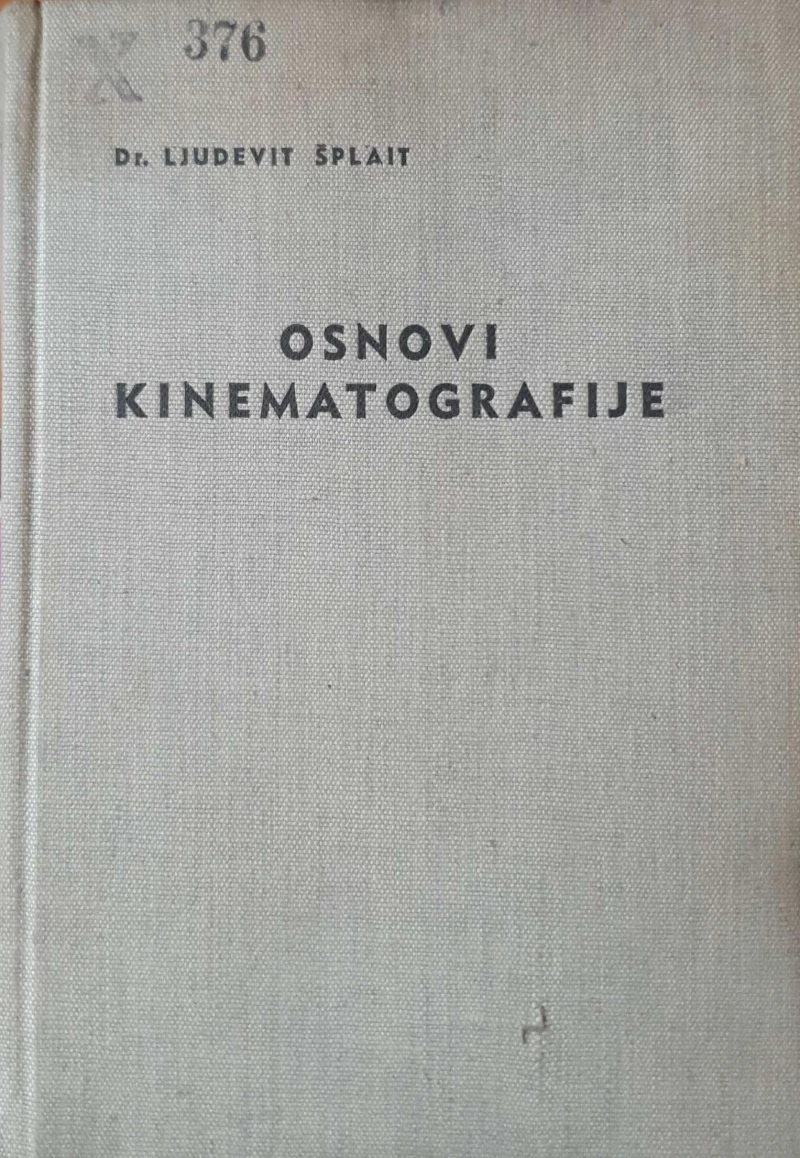 X 376
Dr. LJUDEVIT ŠPLAIT
OSNOVI
KINEMATOGRAFIJE